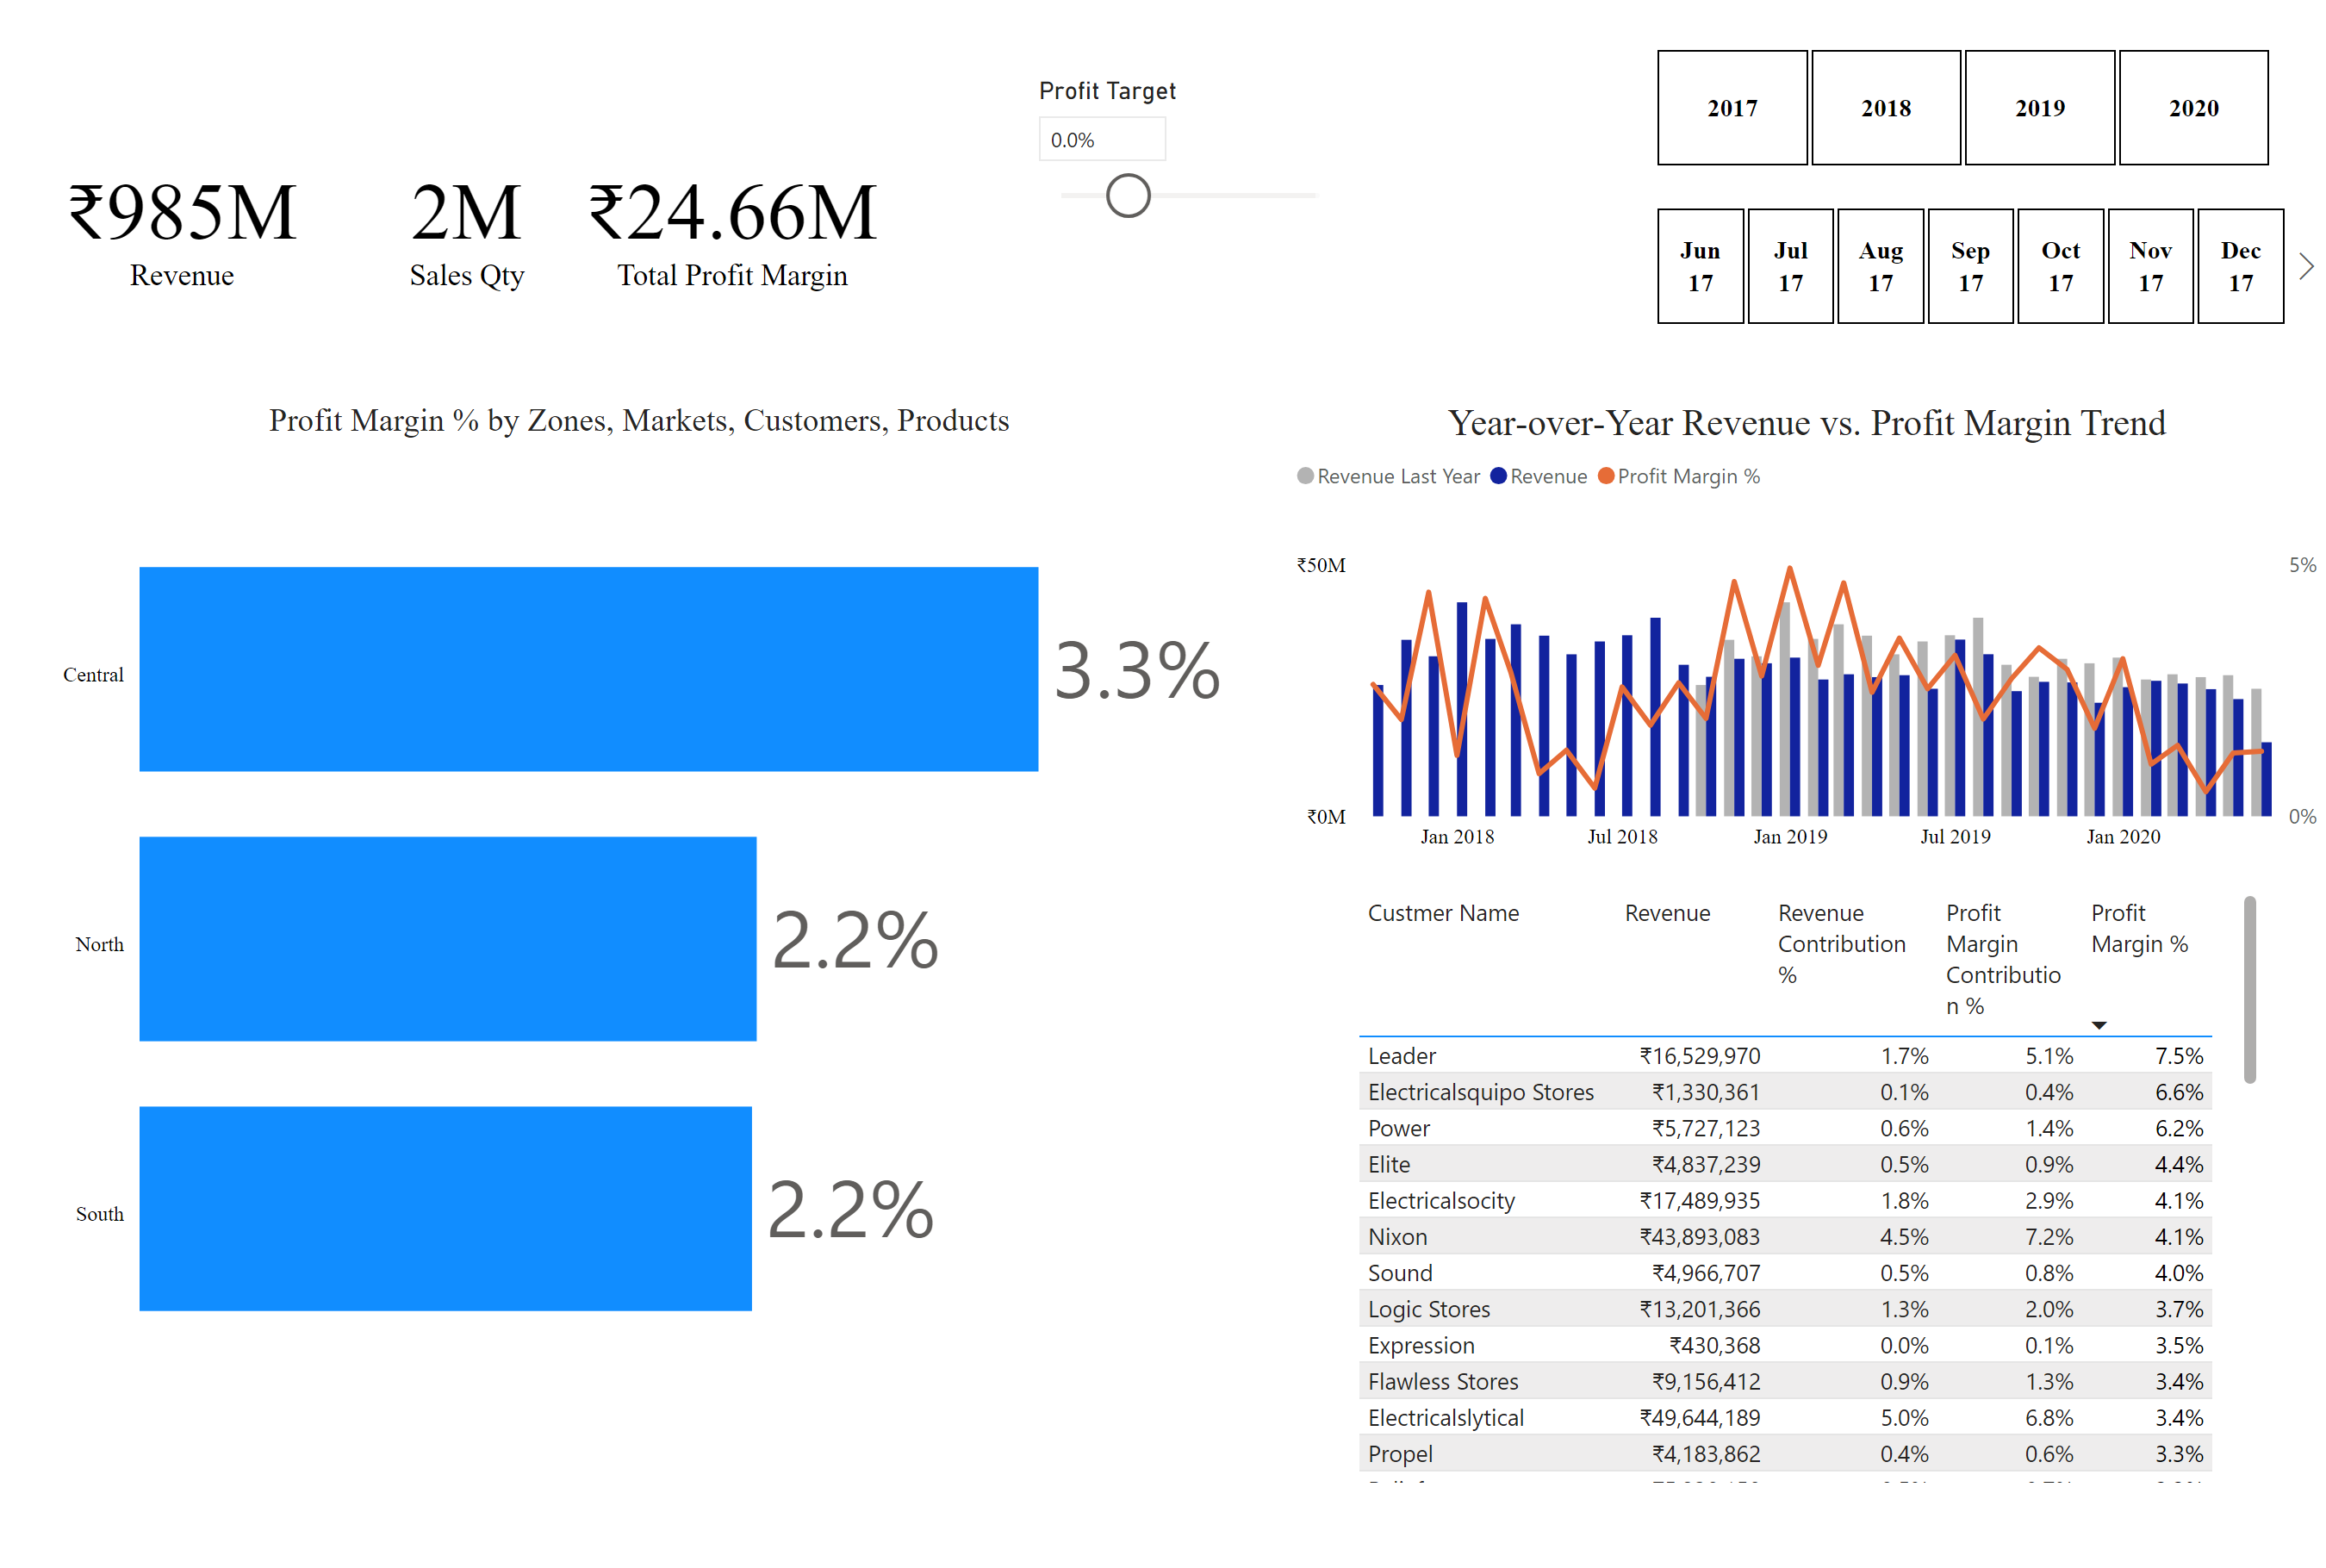 Profit Target
0.0%
2017 2018 2019 2020
₹985M 2M ₹24.66M
Revenue Sales Qty Total Profit Margin
Jun 17 Jul 17 Aug 17 Sep 17 Oct 17 Nov 17 Dec 17
Profit Margin % by Zones, Markets, Customers, Products
Central 3.3%
North 2.2%
South 2.2%
Year-over-Year Revenue vs. Profit Margin Trend
Revenue Last Year Revenue Profit Margin %
₹50M 5%
₹0M 0%
Jan 2018 Jul 2018 Jan 2019 Jul 2019 Jan 2020
Custmer Name Revenue Revenue Contribution % Profit Margin Contribution % Profit Margin %
Leader ₹16,529,970 1.7% 5.1% 7.5%
Electricalsquipo Stores ₹1,330,361 0.1% 0.4% 6.6%
Power ₹5,727,123 0.6% 1.4% 6.2%
Elite ₹4,837,239 0.5% 0.9% 4.4%
Electricalsocity ₹17,489,935 1.8% 2.9% 4.1%
Nixon ₹43,893,083 4.5% 7.2% 4.1%
Sound ₹4,966,707 0.5% 0.8% 4.0%
Logic Stores ₹13,201,366 1.3% 2.0% 3.7%
Expression ₹430,368 0.0% 0.1% 3.5%
Flawless Stores ₹9,156,412 0.9% 1.3% 3.4%
Electricalslytical ₹49,644,189 5.0% 6.8% 3.4%
Propel ₹4,183,862 0.4% 0.6% 3.3%